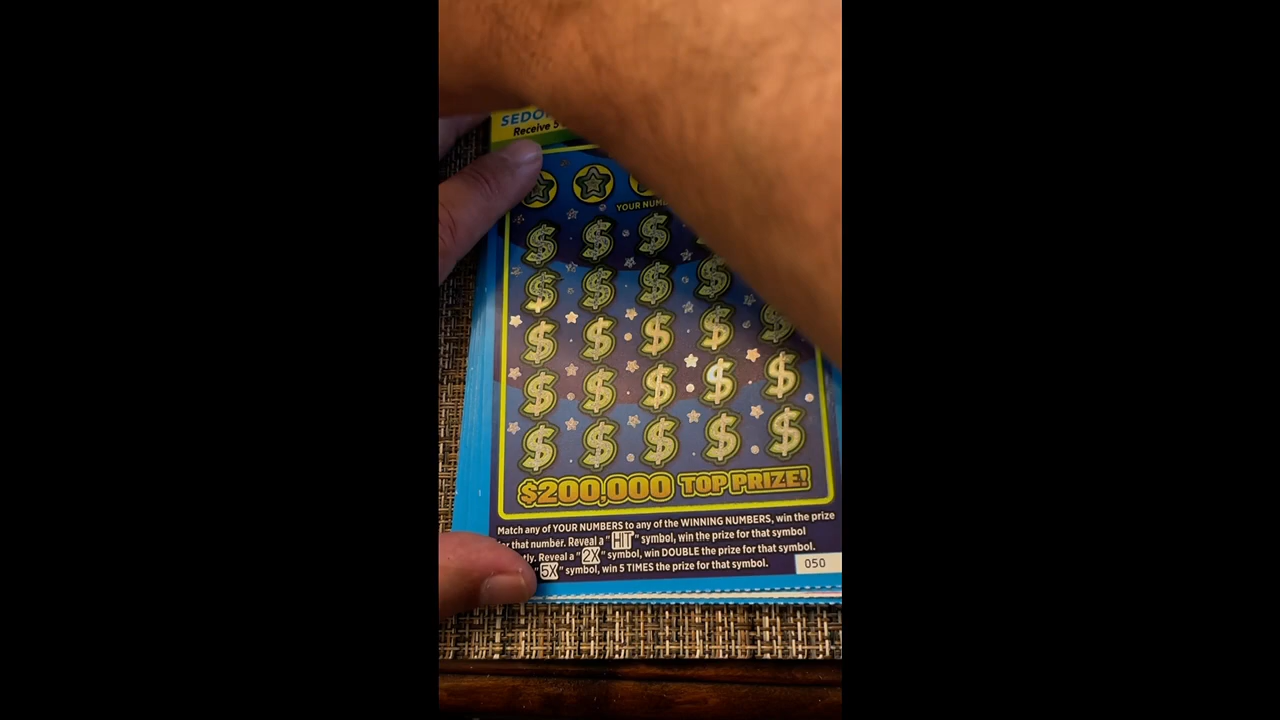 Receive
YOUR
$200,000 TOP PRIZE!
Match any of YOUR NUMBERS to any of the WINNING NUMBERS, win the prize
for that number. Reveal a "HIT" symbol, win the prize for that symbol
Reveal a "2X" symbol, win DOUBLE the prize for that symbol.
"5X" symbol, win 5 TIMES the prize for that symbol.
050